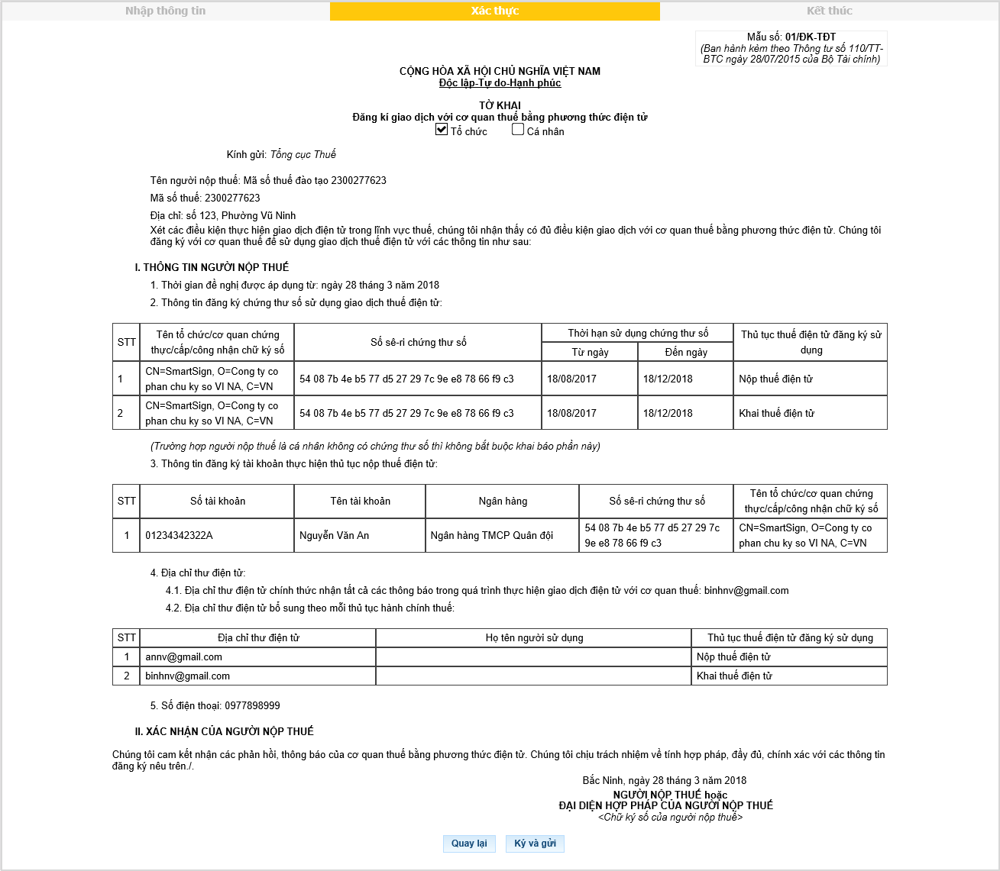 Nhập thông tin
Xác thực
Kết thúc
Mẫu số: 01/ĐK-TĐT
(Ban hành kèm theo Thông tư số 110/TT-
BTC ngày 28/07/2015 của Bộ Tài chính)
CỘNG HÒA XÃ HỘI CHỦ NGHĨA VIỆT NAM
Độc lập-Tự do-Hạnh phúc
TỜ KHAI
Đăng kí giao dịch với cơ quan thuế bằng phương thức điện tử
Tổ chức Cá nhân
Kính gửi: Tổng cục Thuế
Tên người nộp thuế: Mã số thuế đào tạo 2300277623
Mã số thuế: 2300277623
Địa chỉ: số 123, Phường Vũ Ninh
Xét các điều kiện thực hiện giao dịch điện tử trong lĩnh vực thuế, chúng tôi nhận thấy có đủ điều kiện giao dịch với cơ quan thuế bằng phương thức điện tử. Chúng tôi
đăng ký với cơ quan thuế để sử dụng giao dịch thuế điện tử với các thông tin như sau:
I. THÔNG TIN NGƯỜI NỘP THUẾ
1. Thời gian đề nghị được áp dụng từ: ngày 28 tháng 3 năm 2018
2. Thông tin đăng ký chứng thư số sử dụng giao dịch thuế điện tử:
STT
Tên tổ chức/cơ quan chứng
thực/cấp/công nhận chữ ký số
Số sê-ri chứng thư số
Thời hạn sử dụng chứng thư số
Từ ngày
Đến ngày
Thủ tục thuế điện tử đăng ký sử
dụng
1
CN=SmartSign, O=Cong ty co
phan chu ky so VI NA, C=VN
54 08 7b 4e b5 77 d5 27 29 7c 9e e8 78 66 f9 c3
18/08/2017
18/12/2018
Nộp thuế điện tử
2
CN=SmartSign, O=Cong ty co
phan chu ky so VI NA, C=VN
54 08 7b 4e b5 77 d5 27 29 7c 9e e8 78 66 f9 c3
18/08/2017
18/12/2018
Khai thuế điện tử
(Trường hợp người nộp thuế là cá nhân không có chứng thư số thì không bắt buộc khai báo phần này)
3. Thông tin đăng ký tài khoản thực hiện thủ tục nộp thuế điện tử:
STT
Số tài khoản
Tên tài khoản
Ngân hàng
Số sê-ri chứng thư số
Tên tổ chức/cơ quan chứng
thực/cấp/công nhận chữ ký số
1
01234342322A
Nguyễn Văn An
Ngân hàng TMCP Quân đội
54 08 7b 4e b5 77 d5 27 29 7c
9e e8 78 66 f9 c3
CN=SmartSign, O=Cong ty co
phan chu ky so VI NA, C=VN
4. Địa chỉ thư điện tử:
4.1. Địa chỉ thư điện tử chính thức nhận tất cả các thông báo trong quá trình thực hiện giao dịch điện tử với cơ quan thuế: binhnv@gmail.com
4.2. Địa chỉ thư điện tử bổ sung theo mỗi thủ tục hành chính thuế:
STT
Địa chỉ thư điện tử
Họ tên người sử dụng
Thủ tục thuế điện tử đăng ký sử dụng
1
annv@gmail.com
Nộp thuế điện tử
2
binhnv@gmail.com
Khai thuế điện tử
5. Số điện thoại: 0977898999
II. XÁC NHẬN CỦA NGƯỜI NỘP THUẾ
Chúng tôi cam kết nhận các phản hồi, thông báo của cơ quan thuế bằng phương thức điện tử. Chúng tôi chịu trách nhiệm về tính hợp pháp, đầy đủ, chính xác với các thông tin
đăng ký nêu trên./.
Bắc Ninh, ngày 28 tháng 3 năm 2018
NGƯỜI NỘP THUẾ hoặc
ĐẠI DIỆN HỢP PHÁP CỦA NGƯỜI NỘP THUẾ
<Chữ ký số của người nộp thuế>
Quay lại
Ký và gửi